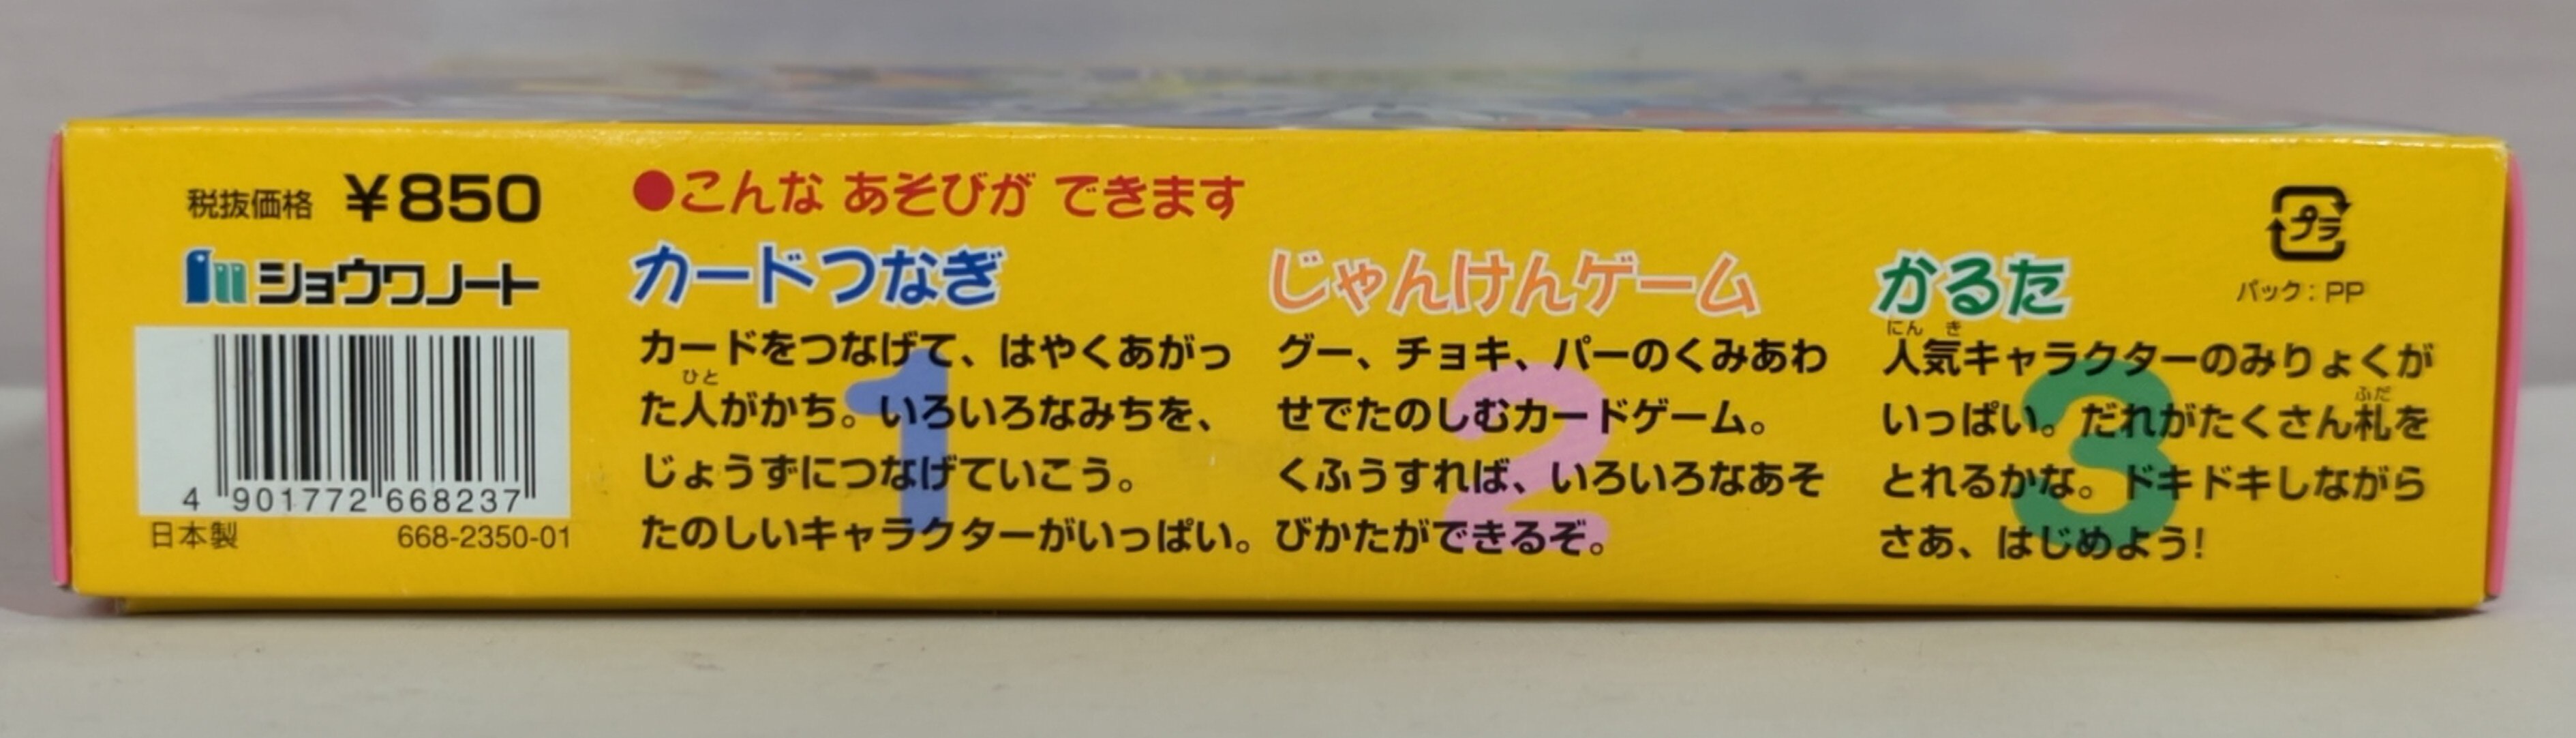 税抜価格 ¥850
ショウワノート
4 901772 668237
日本製 668-2350-01
●こんな あそびが できます
カードつなぎ
カードをつなげて、はやくあがっ
ひと
た人がかち。いろいろなみちを、
じょうずにつなげていこう。
たのしいキャラクターがいっぱい。
1
じゃんけんゲーム
グー、チョキ、パーのくみあわ
せでたのしむカードゲーム。
くふうすれば、いろいろなあそ
びかたができるぞ。
2
かるた
にん き
人気キャラクターのみりょくが
ふだ
いっぱい。だれがたくさん札を
とれるかな。ドキドキしながら
さあ、はじめよう!
3
プラ
パック:PP